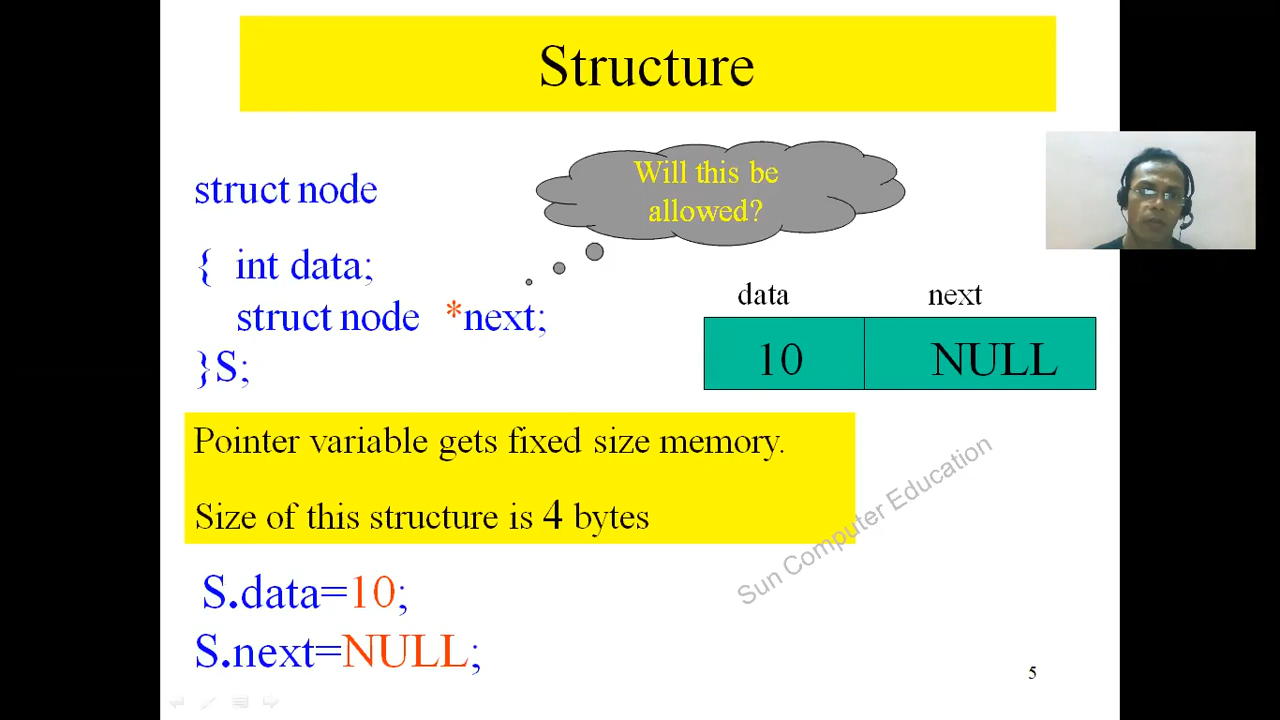 Structure
Will this be
allowed?
struct node
{ int data;
struct node *next;
}S;
data next
10 NULL
Pointer variable gets fixed size memory.
Size of this structure is 4 bytes
Sun Computer Education
S.data=10;
S.next=NULL;
5